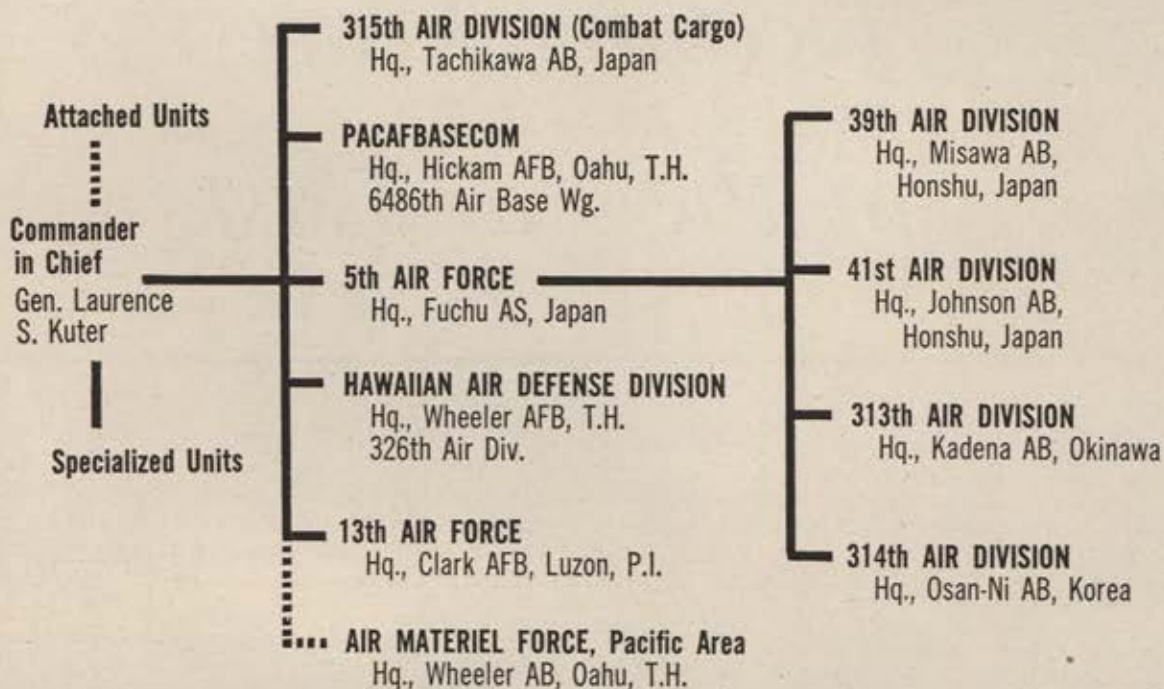 Attached Units
Commander
in Chief
Gen. Laurence
S. Kuter
Specialized Units
315th AIR DIVISION (Combat Cargo)
Hq., Tachikawa AB, Japan
PACAFBASECOM
Hq., Hickam AFB, Oahu, T.H.
6486th Air Base Wg.
5th AIR FORCE
Hq., Fuchu AS, Japan
HAWAIIAN AIR DEFENSE DIVISION
Hq., Wheeler AFB, T.H.
326th Air Div.
13th AIR FORCE
Hq., Clark AFB, Luzon, P.I.
AIR MATERIEL FORCE, Pacific Area
Hq., Wheeler AB, Oahu, T.H.
39th AIR DIVISION
Hq., Misawa AB,
Honshu, Japan
41st AIR DIVISION
Hq., Johnson AB,
Honshu, Japan
313th AIR DIVISION
Hq., Kadena AB, Okinawa
314th AIR DIVISION
Hq., Osan-Ni AB, Korea